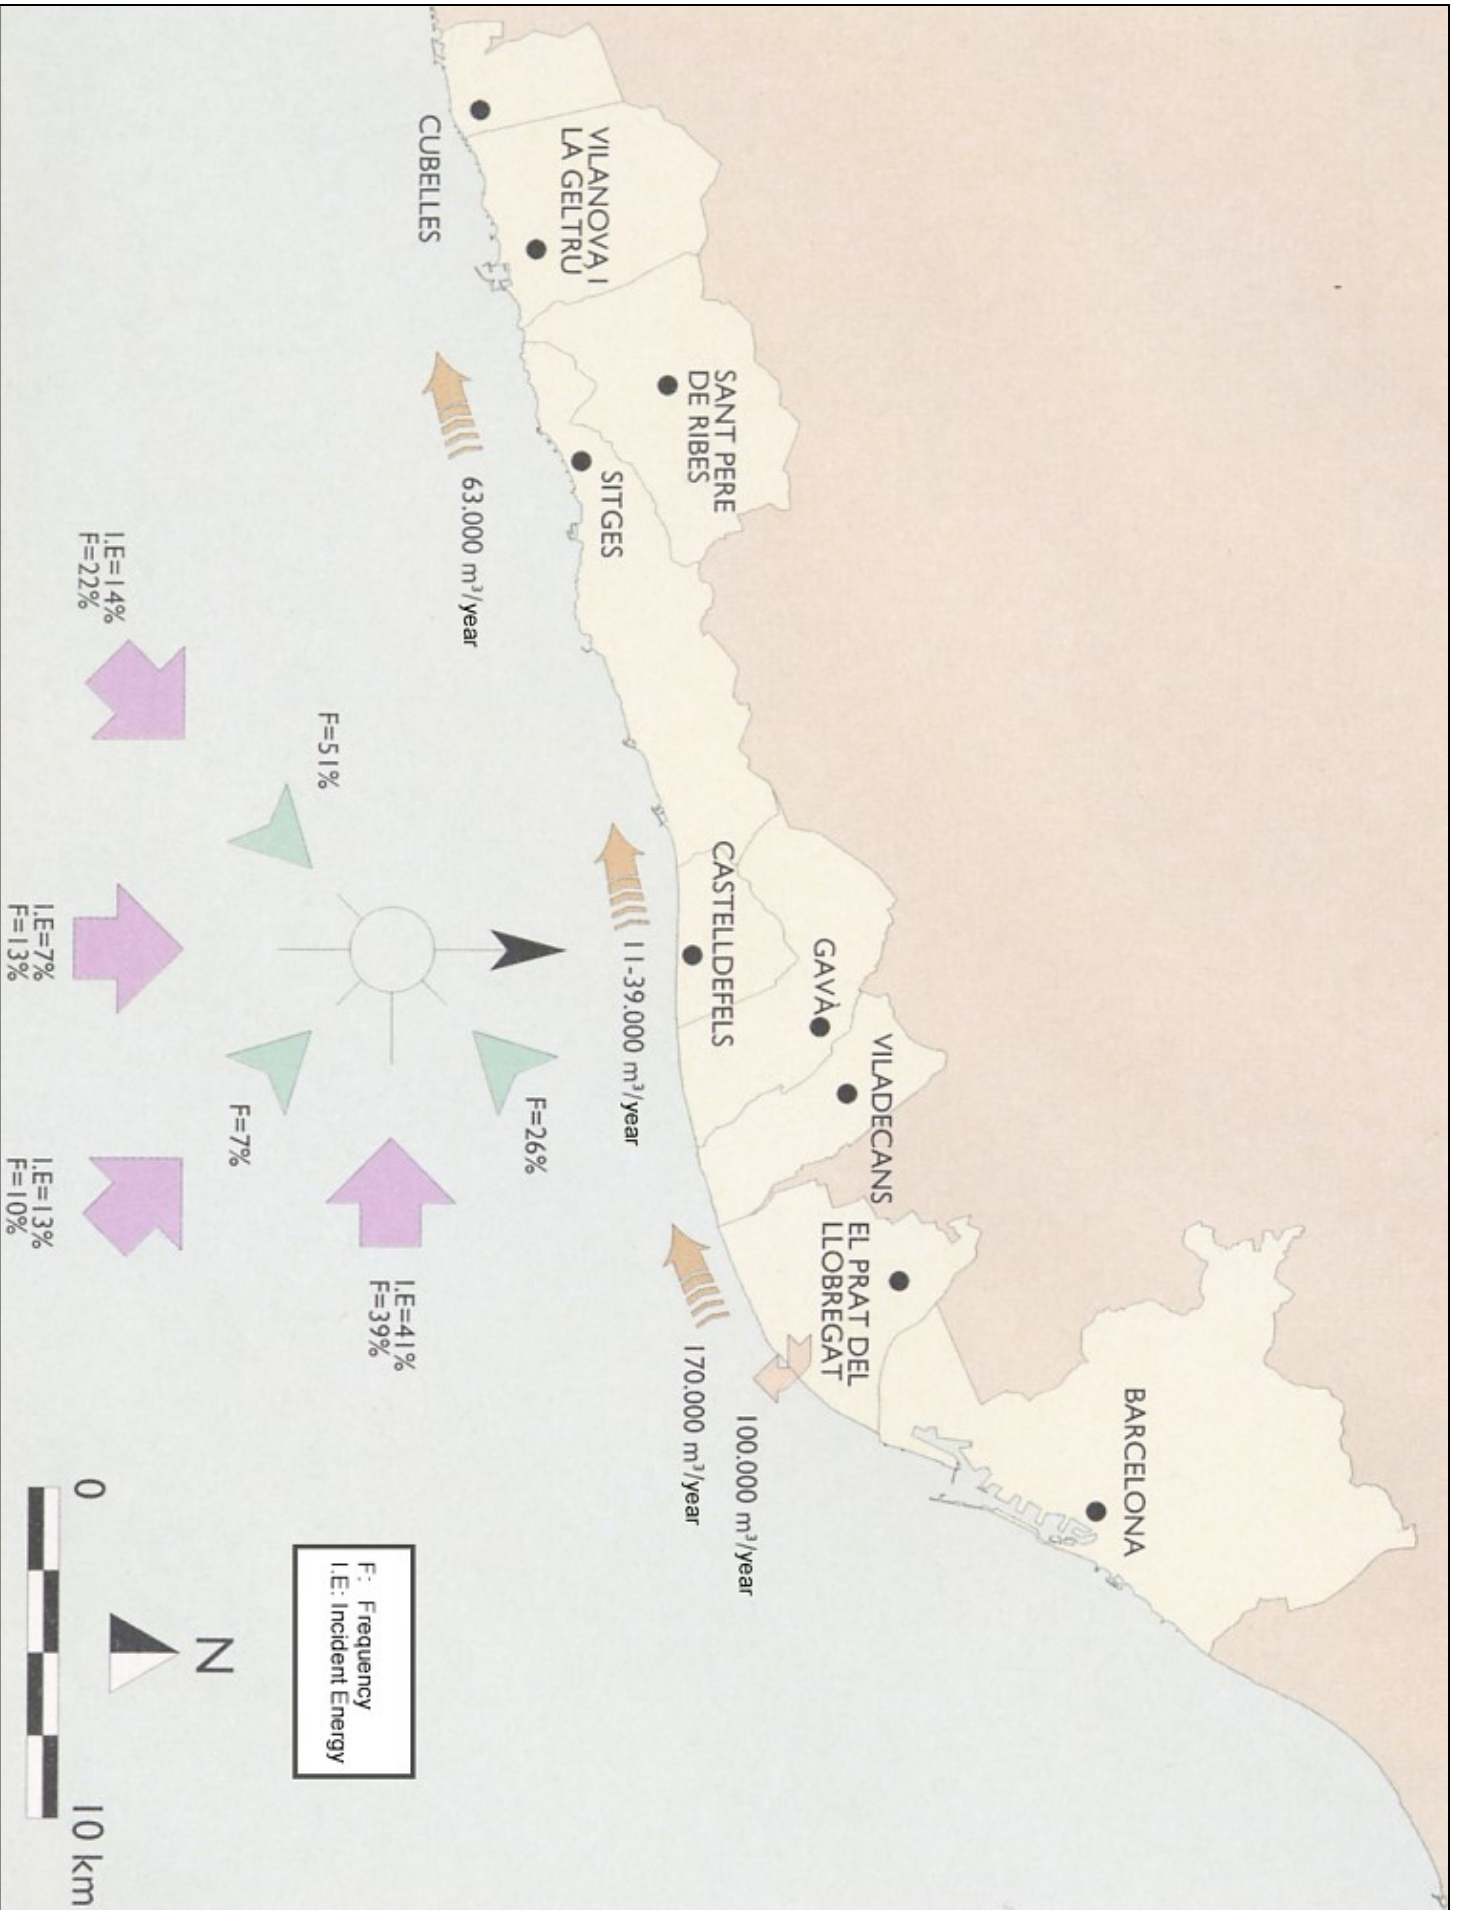 BARCELONA
VILADECANS
EL PRAT DEL
LLOBREGAT
GAVÀ
SANT PERE
DE RIBES
CASTELLDEFELS
VILANOVA I
LA GELTRÚ
SITGES
CUBELLES
100.000 m³/year
170.000 m³/year
11-39.000 m³/year
63.000 m³/year
F=26%
I.E=41%
F=39%
F=51%
F=7%
F: Frequency
I.E: Incident Energy
N
I.E=14%
F=22%
0
10 km
I.E=7%
F=13%
I.E=13%
F=10%